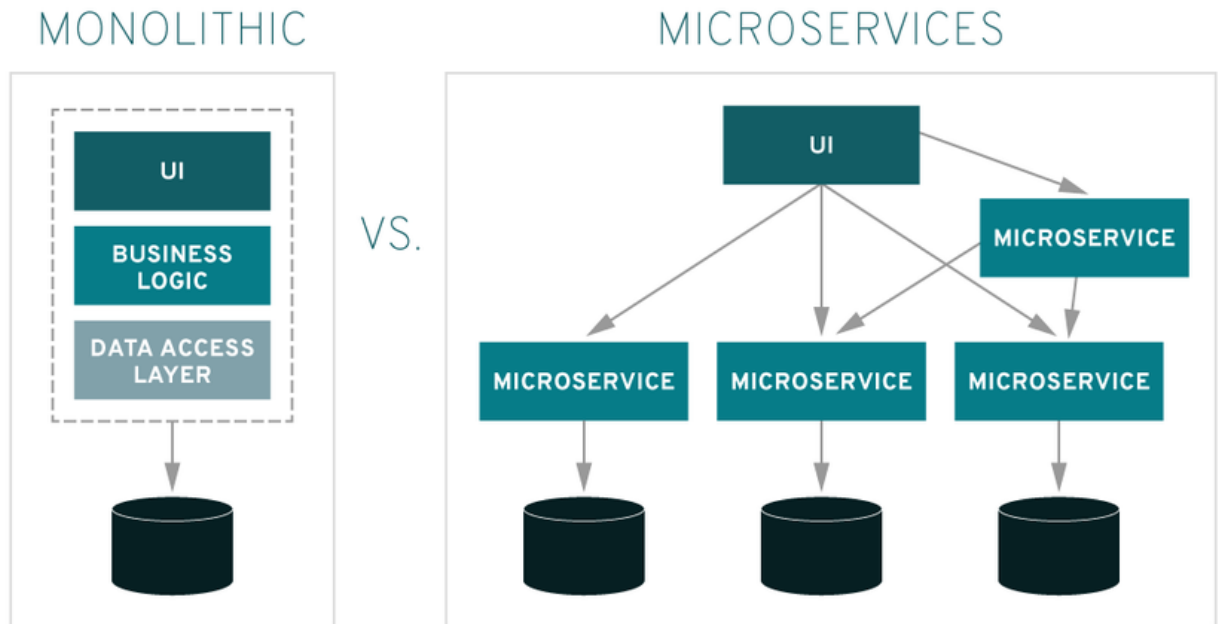 MONOLITHIC
UI
BUSINESS
LOGIC
DATA ACCESS
LAYER
VS.
MICROSERVICES
UI
MICROSERVICE
MICROSERVICE
MICROSERVICE
MICROSERVICE